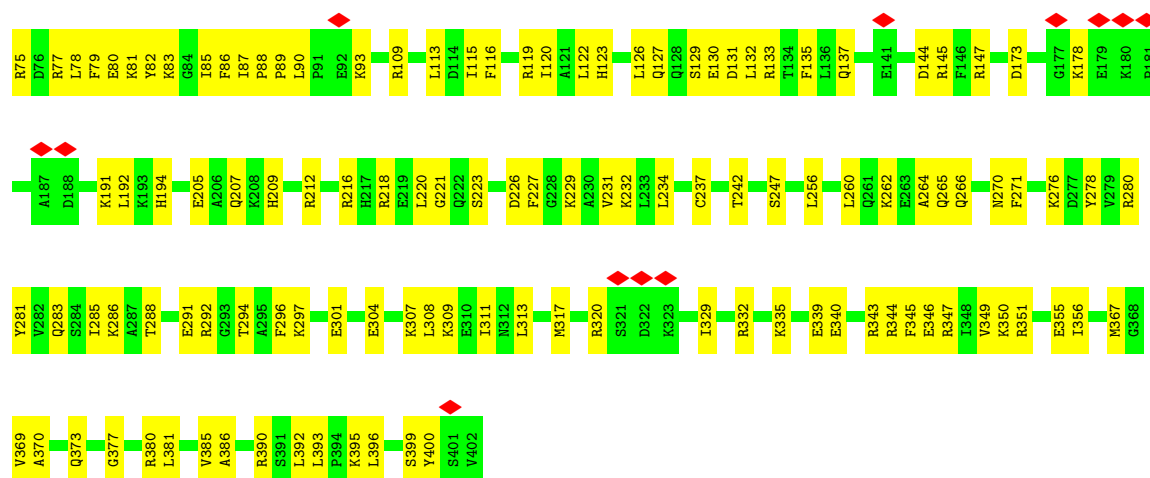 R75 D76 R77 L78 F79 E80 K81 Y82 K83 G84 I85 F86 I87 P88 P89 L90 P91 E92 K93 R109 L113 D114 I115 F116 R119 I120 A121 L122 H123 L126 Q127 Q128 S129 E130 D131 L132 R133 T134 F135 L136 Q137 E141 D144 R145 F146 R147 D173 G177 K178 E179 K180 P181
A187 D188 K191 L192 K193 H194 E205 A206 Q207 K208 H209 R212 R216 H217 R218 E219 L220 G221 Q222 S223 D226 F227 G228 K229 A230 V231 K232 L233 L234 C237 T242 S247 L256 L260 Q261 K262 E263 A264 Q265 Q266 N270 F271 K276 D277 Y278 V279 R280
Y281 V282 Q283 S284 I285 K286 A287 T288 E291 R292 G293 T294 A295 F296 K297 E301 E304 K307 L308 K309 E310 I311 N312 L313 M317 R320 S321 D322 K323 I329 R332 K335 E339 E340 R343 R344 F345 E346 R347 I348 V349 K350 R351 E355 I356 M367 G368
V369 A370 Q373 G377 R380 L381 V385 A386 R390 S391 L392 L393 P394 K395 L396 S399 Y400 S401 V402